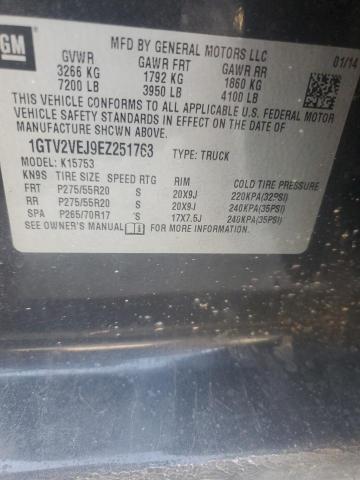 GM
MFD BY GENERAL MOTORS LLC 01/14
GVWR GAWR FRT GAWR RR
3266 KG 1792 KG 1860 KG
7200 LB 3950 LB 4100 LB
THIS VEHICLE CONFORMS TO ALL APPLICABLE U.S. FEDERAL MOTOR
VEHICLE SAFETY STANDARDS IN EFFECT ON THE DATE OF
MANUFACTURE SHOWN ABOVE.
1GTV2VEJ9EZ251763 TYPE: TRUCK
MODEL: K15753
KN9S TIRE SIZE SPEED RTG RIM COLD TIRE PRESSURE
FRT P275/55R20 S 20X9J 220KPA(32PSI)
RR P275/55R20 S 20X9J 240KPA(35PSI)
SPA P265/70R17 S 17X7.5J 240KPA(35PSI)
SEE OWNER'S MANUAL FOR MORE INFORMATION.